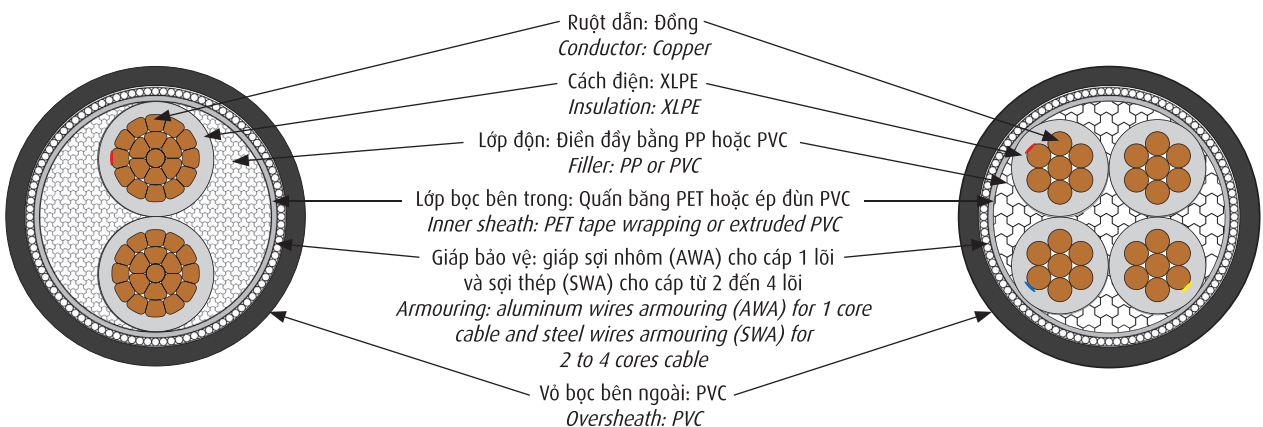 Ruột dẫn: Đồng
Conductor: Copper
Cách điện: XLPE
Insulation: XLPE
Lớp độn: Điền đầy bằng PP hoặc PVC
Filler: PP or PVC
Lớp bọc bên trong: Quấn băng PET hoặc ép đùn PVC
Inner sheath: PET tape wrapping or extruded PVC
Giáp bảo vệ: giáp sợi nhôm (AWA) cho cáp 1 lõi
và sợi thép (SWA) cho cáp từ 2 đến 4 lõi
Armouring: aluminum wires armouring (AWA) for 1 core
cable and steel wires armouring (SWA) for
2 to 4 cores cable
Vỏ bọc bên ngoài: PVC
Oversheath: PVC